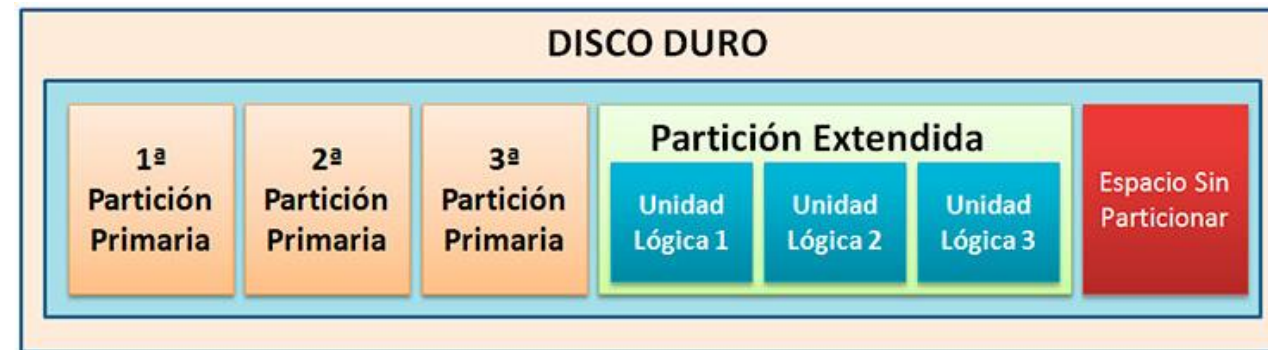 DISCO DURO
1ª
Partición
Primaria
2ª
Partición
Primaria
3ª
Partición
Primaria
Partición Extendida
Unidad
Lógica 1
Unidad
Lógica 2
Unidad
Lógica 3
Espacio Sin
Particionar